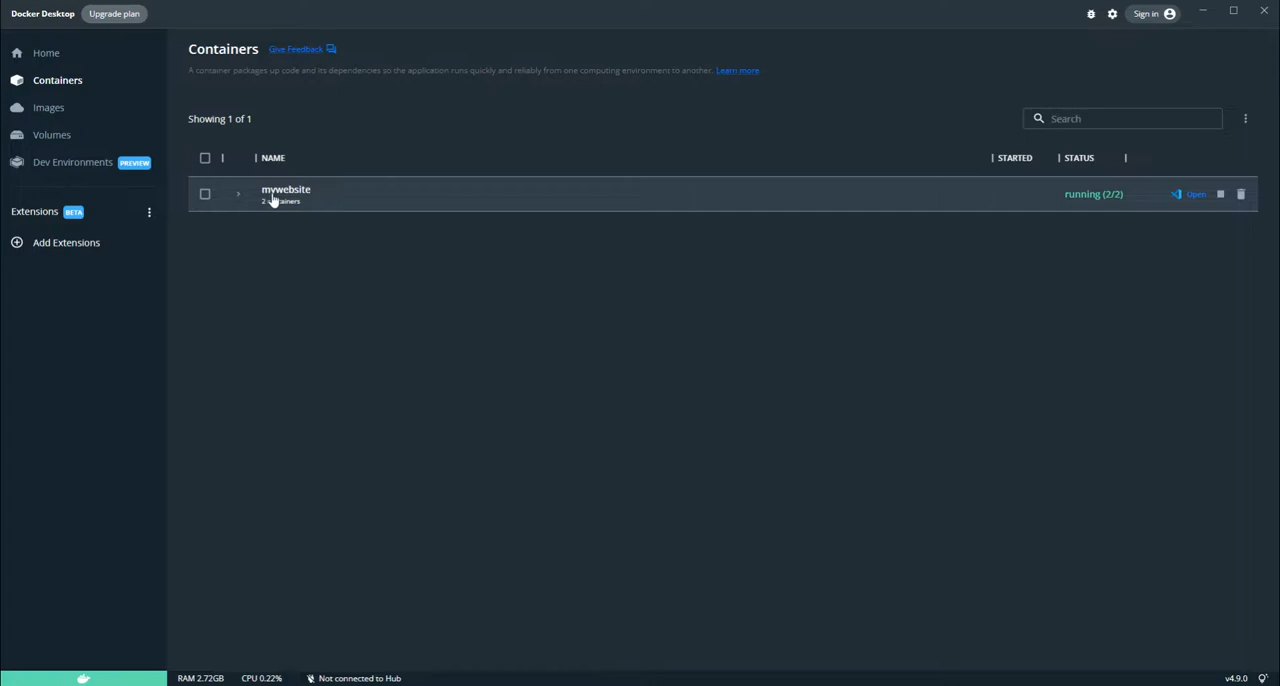 Docker Desktop Upgrade plan Sign in
Home
Containers
Images
Volumes
Dev Environments PREVIEW
Extensions BETA
Add Extensions
Containers Give Feedback
A container packages up code and its dependencies so the application runs quickly and reliably from one computing environment to another. Learn more
Showing 1 of 1 Search
NAME STARTED STATUS
mywebsite
2
running (2/2) Open
RAM 2.72GB CPU 0.22% Not connected to Hub v4.9.0